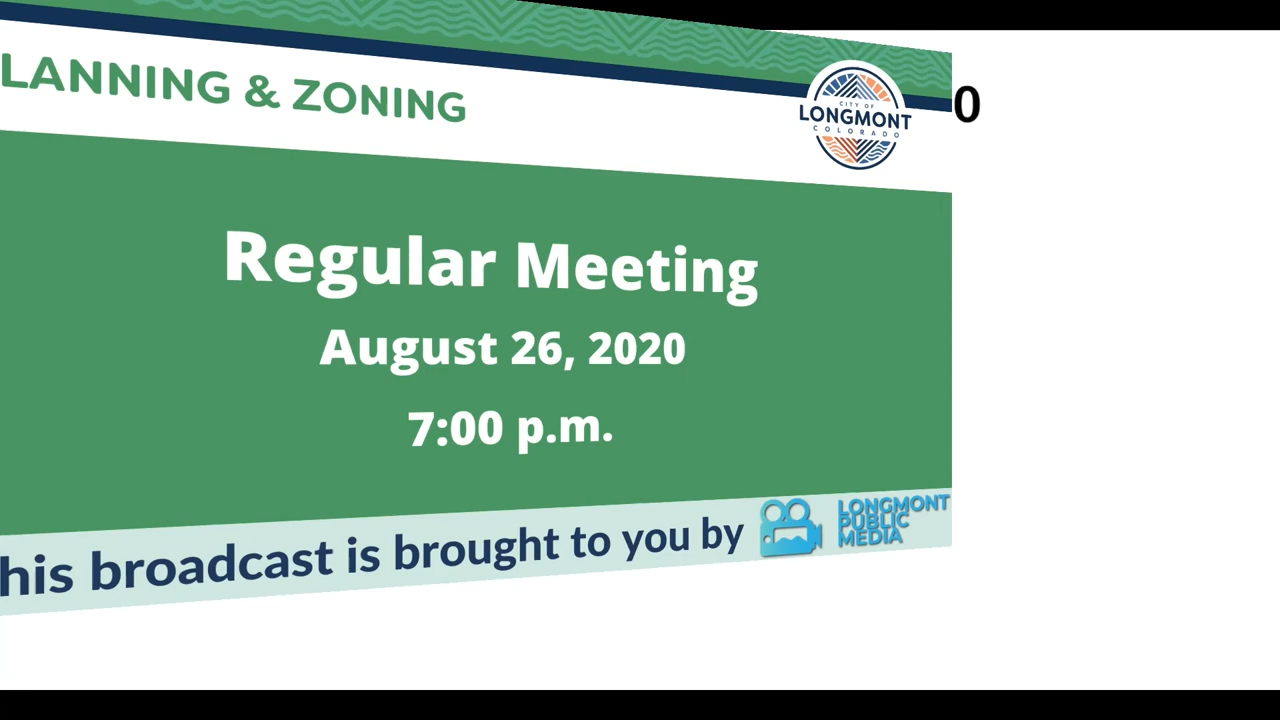 LANNING & ZONING
CITY OF
LONGMONT
COLORADO
0
Regular Meeting
August 26, 2020
7:00 p.m.
his broadcast is brought to you by
LONGMONT
PUBLIC
MEDIA